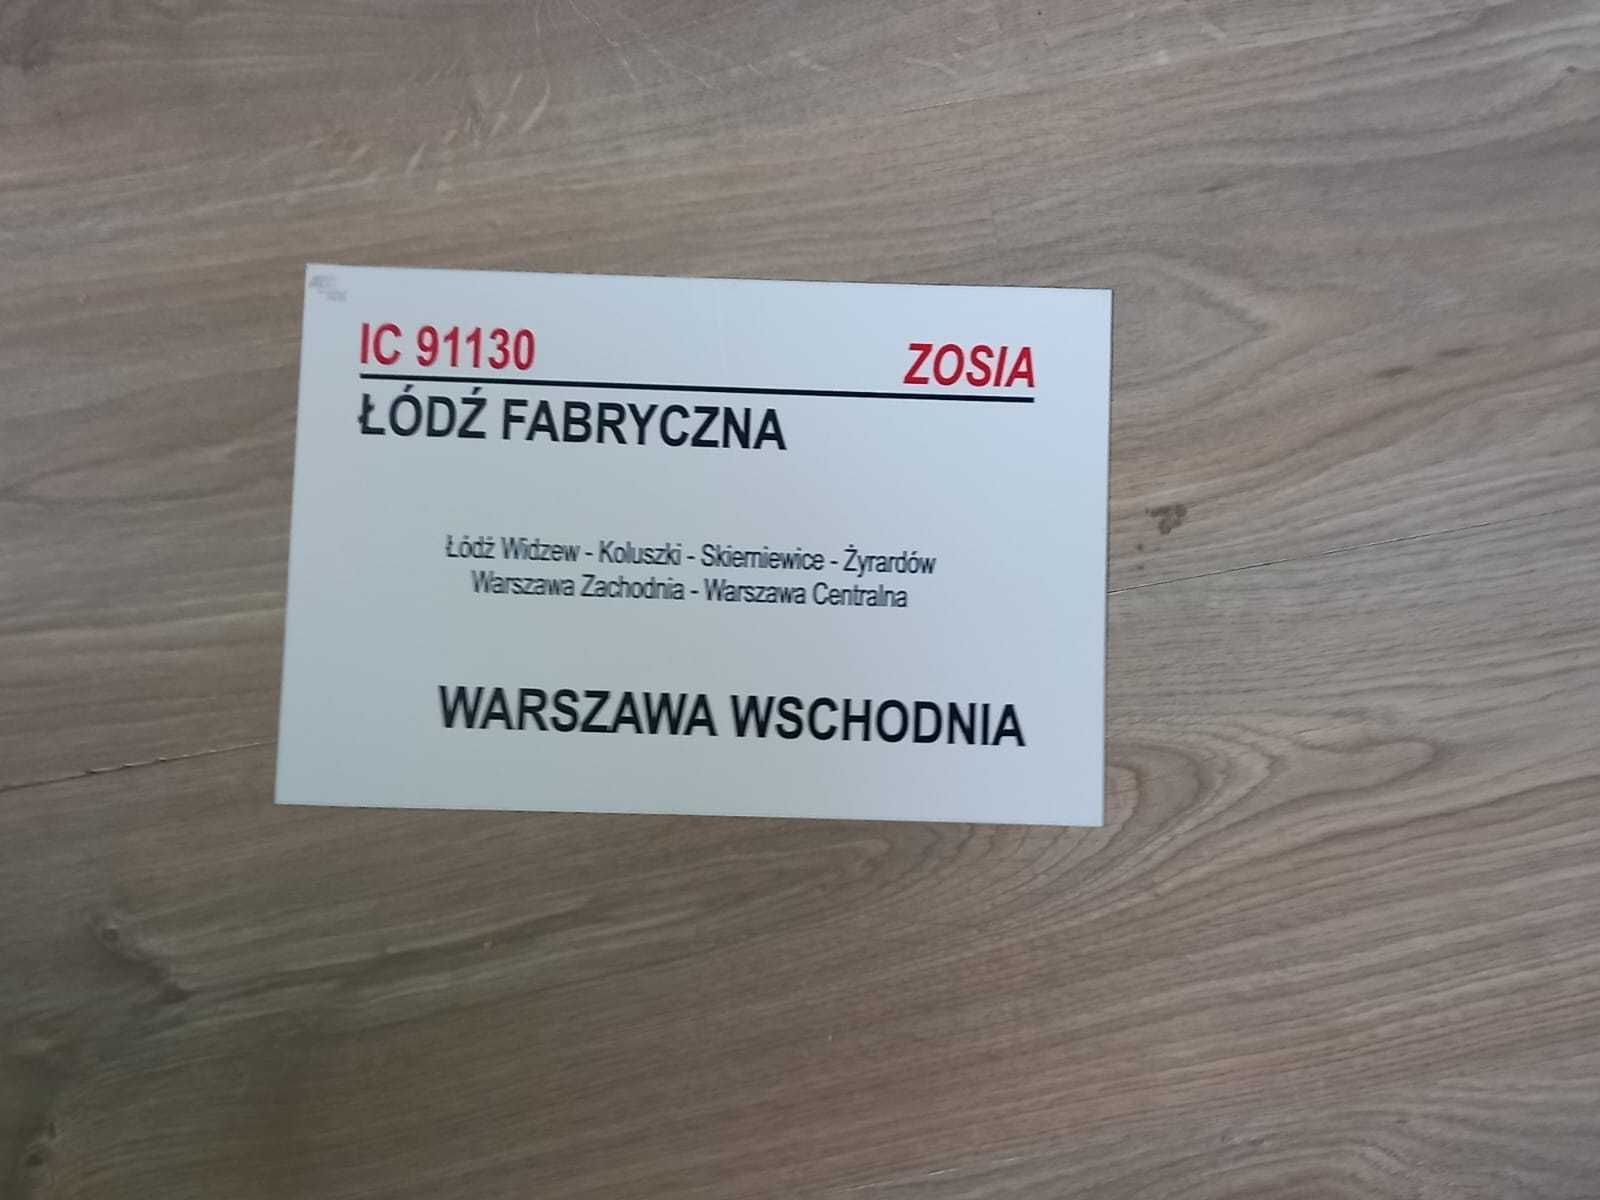 IC 91130 ZOSIA
ŁÓDŹ FABRYCZNA
Łódź Widzew - Koluszki - Skierniewice - Żyrardów
Warszawa Zachodnia - Warszawa Centralna
WARSZAWA WSCHODNIA